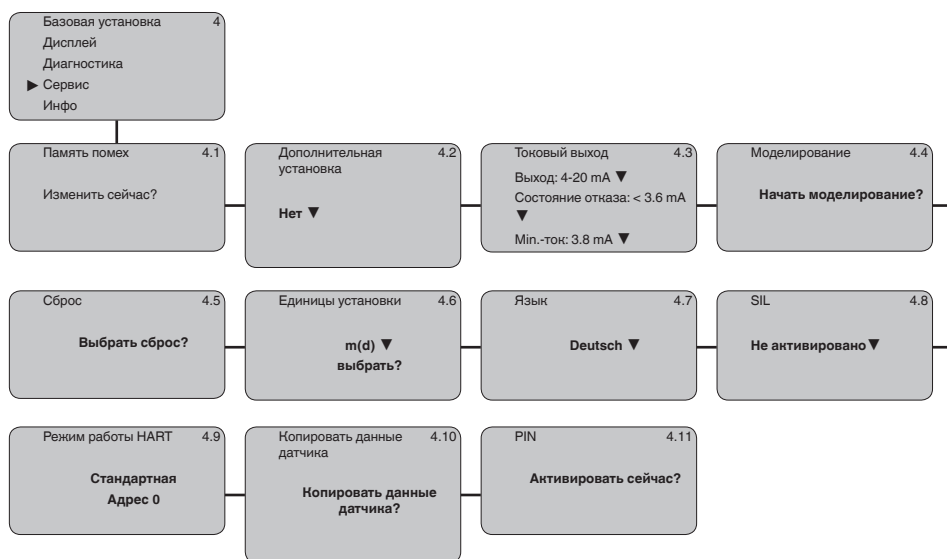 Базовая установка 4
Дисплей
Диагностика
▶ Сервис
Инфо
Память помех 4.1
Изменить сейчас?
Дополнительная 4.2
установка
Нет ▼
Токовый выход 4.3
Выход: 4-20 mA ▼
Состояние отказа: < 3.6 mA
▼
Min.-ток: 3.8 mA ▼
Моделирование 4.4
Начать моделирование?
Сброс 4.5
Выбрать сброс?
Единицы установки 4.6
m(d) ▼
выбрать?
Язык 4.7
Deutsch ▼
SIL 4.8
Не активировано ▼
Режим работы HART 4.9
Стандартная
Адрес 0
Копировать данные 4.10
датчика
Копировать данные
датчика?
PIN 4.11
Активировать сейчас?